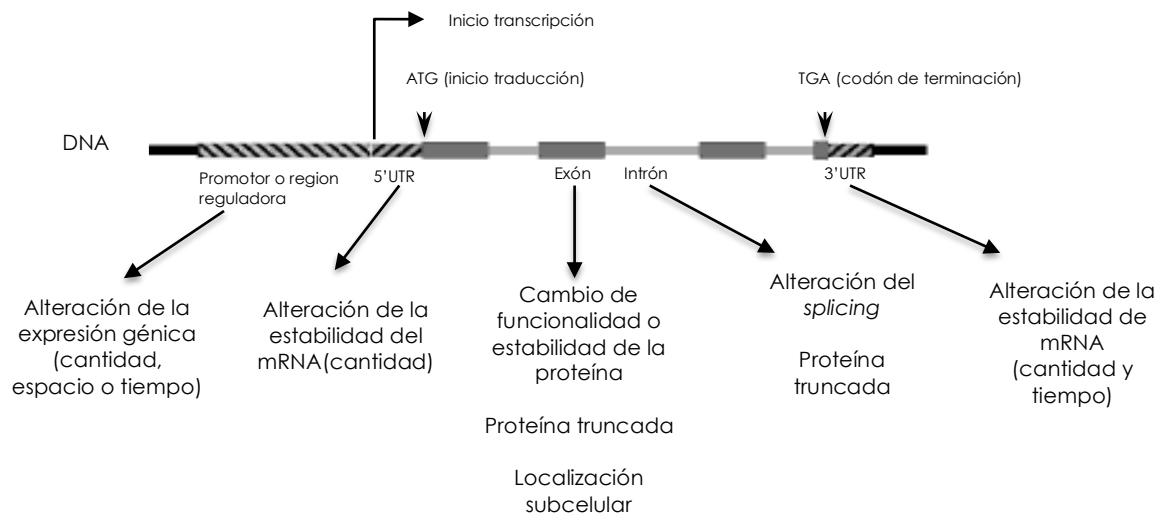 Inicio transcripción
ATG (inicio traducción)
TGA (codón de terminación)
DNA
Promotor o region
reguladora
5'UTR
Exón
Intrón
3'UTR
Alteración de la
expresión génica
(cantidad,
espacio o tiempo)
Alteración de la
estabilidad del
mRNA(cantidad)
Cambio de
funcionalidad o
estabilidad de la
proteína
Proteína truncada
Localización
subcelular
Alteración del
splicing
Proteína
truncada
Alteración de la
estabilidad de
mRNA
(cantidad y
tiempo)